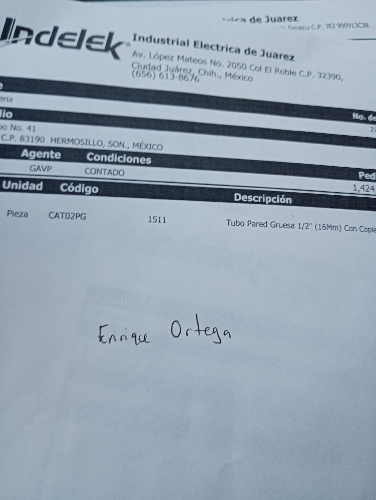 de Juarez
Indelek
Industrial Electrica de Juarez
Av. López Mateos No. 2050 Col El Roble C.P. 32390,
Ciudad Juárez, Chih., México
(656) 613-8676
No. de
No. 41
C.P. 83190 HERMOSILLO, SON., MÉXICO
Agente Condiciones Ped
GAVP CONTADO 1,424
Unidad Código Descripción
Pieza CAT02PG 1511 Tubo Pared Gruesa 1/2" (16Mm) Con Cople
Enrique Ortega